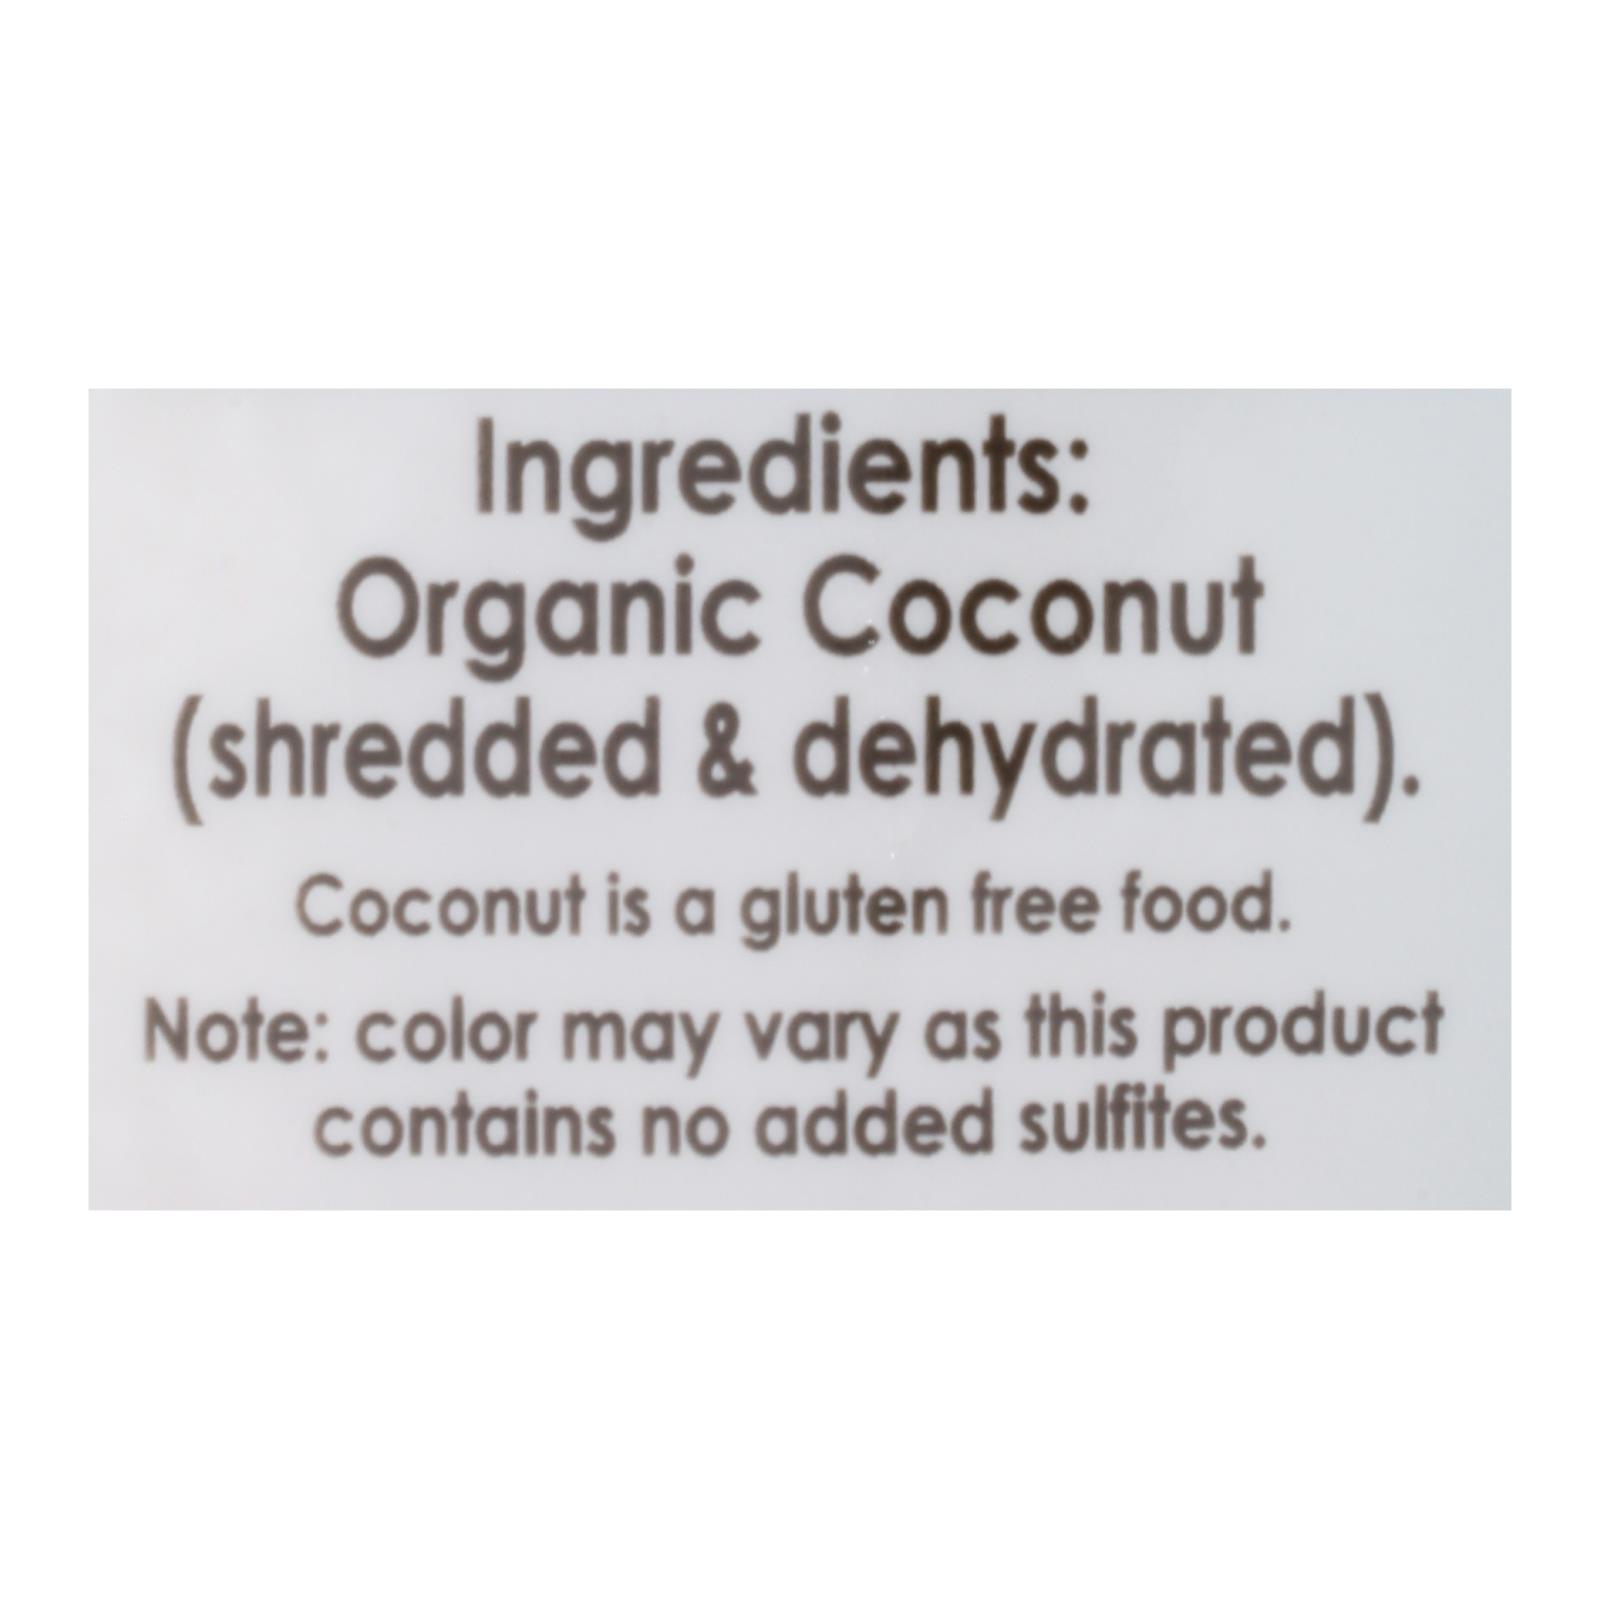 Ingredients:
Organic Coconut
(shredded & dehydrated).
Coconut is a gluten free food.
Note: color may vary as this product
contains no added sulfites.